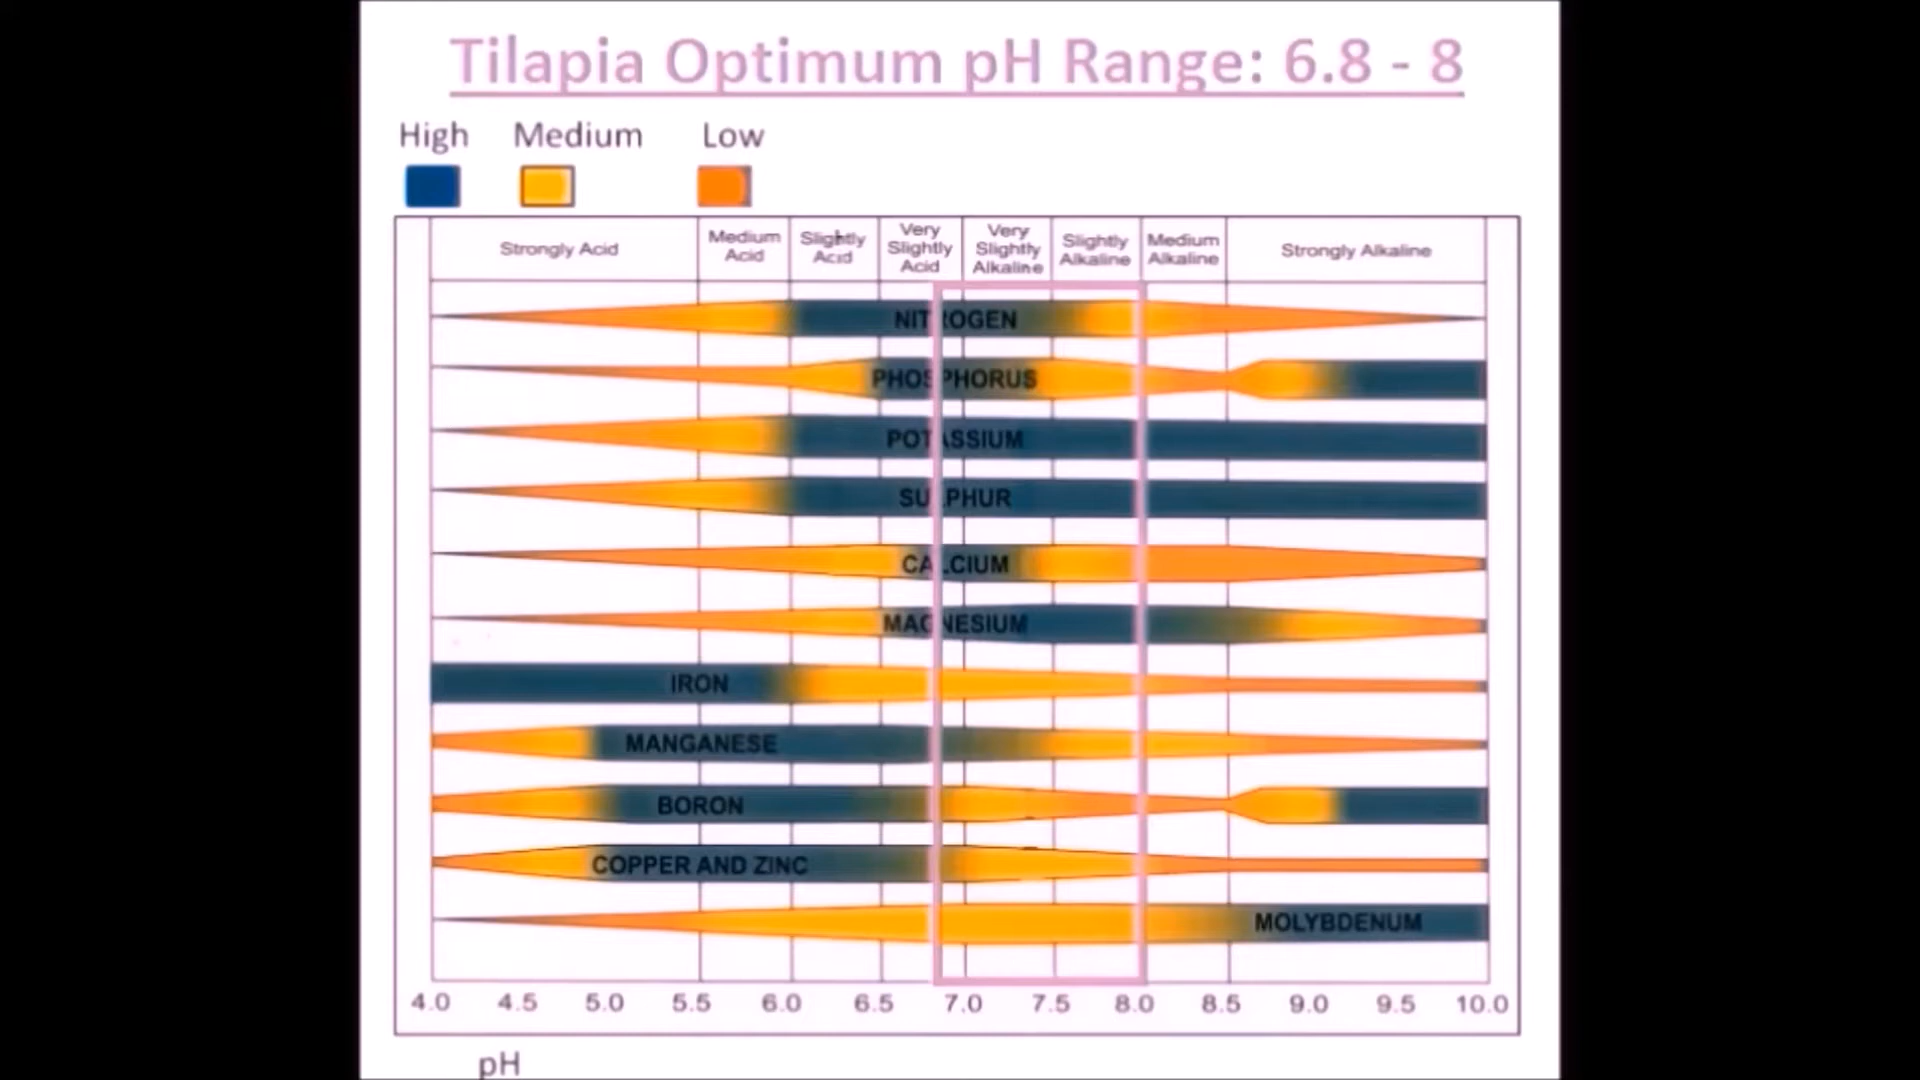 Tilapia Optimum pH Range: 6.8 - 8
High Medium Low
Strongly Acid
Medium
Acid
Slightly
Acid
Very
Slightly
Acid
Very
Slightly
Alkaline
Slightly
Alkaline
Medium
Alkaline
Strongly Alkaline
NITROGEN
PHOSPHORUS
POTASSIUM
SULPHUR
CALCIUM
MAGNESIUM
IRON
MANGANESE
BORON
COPPER AND ZINC
MOLYBDENUM
4.0 4.5 5.0 5.5 6.0 6.5 7.0 7.5 8.0 8.5 9.0 9.5 10.0
pH